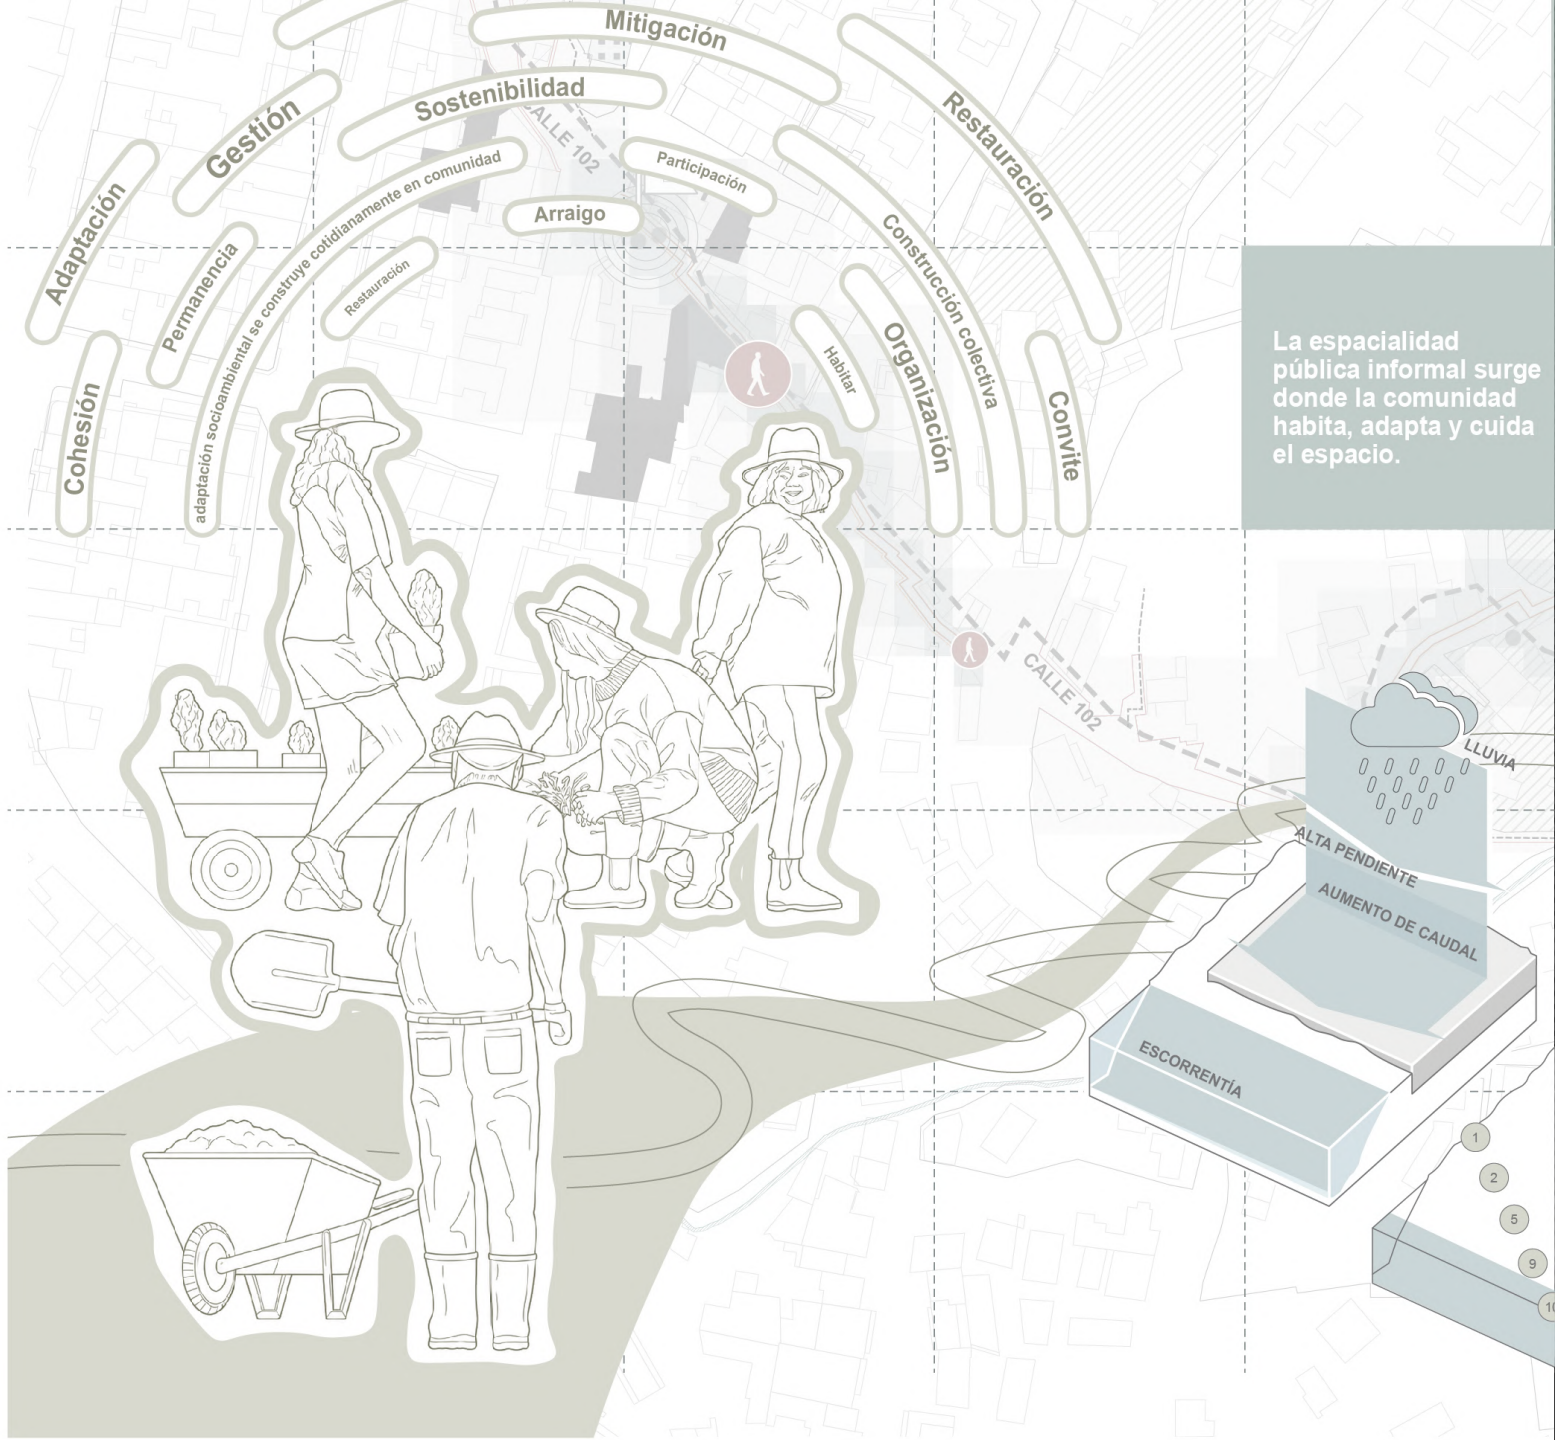 Mitigación
Restauración
Sostenibilidad
Gestión
Adaptación
CALLE 102
Participación
adaptación socioambiental se construye cotidianamente en comunidad
Arraigo
Construcción colectiva
Permanencia
Restauración
Habitar
Organización
Convite
Cohesión
La espacialidad
pública informal surge
donde la comunidad
habita, adapta y cuida
el espacio.
CALLE 102
LLUVIA
ALTA PENDIENTE
AUMENTO DE CAUDAL
ESCORRENTÍA
1
2
5
9
10